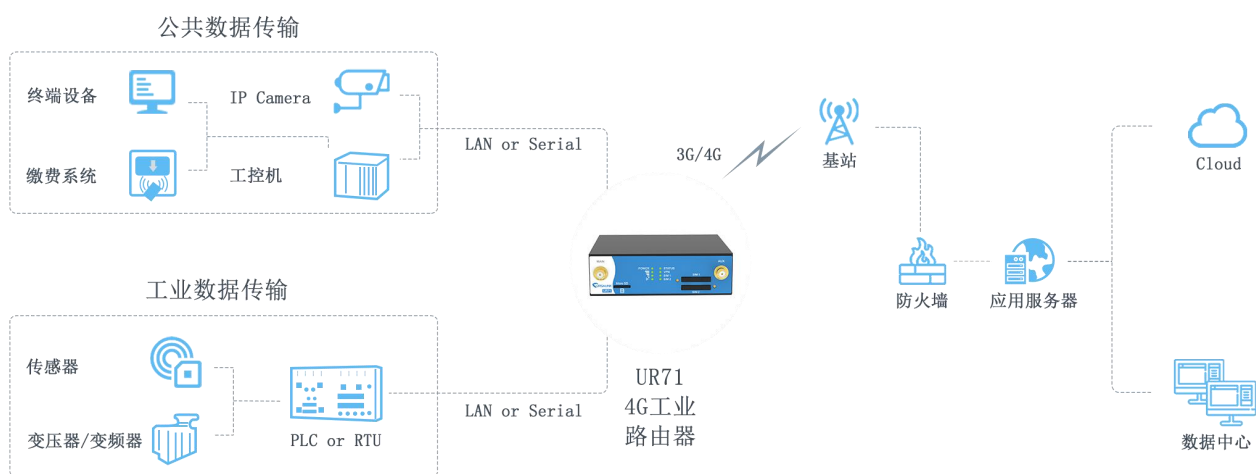 公共数据传输
终端设备
IP Camera
缴费系统
工控机
LAN or Serial
3G/4G
基站
Cloud
防火墙
应用服务器
工业数据传输
传感器
变压器/变频器
PLC or RTU
LAN or Serial
UR71
4G工业
路由器
数据中心